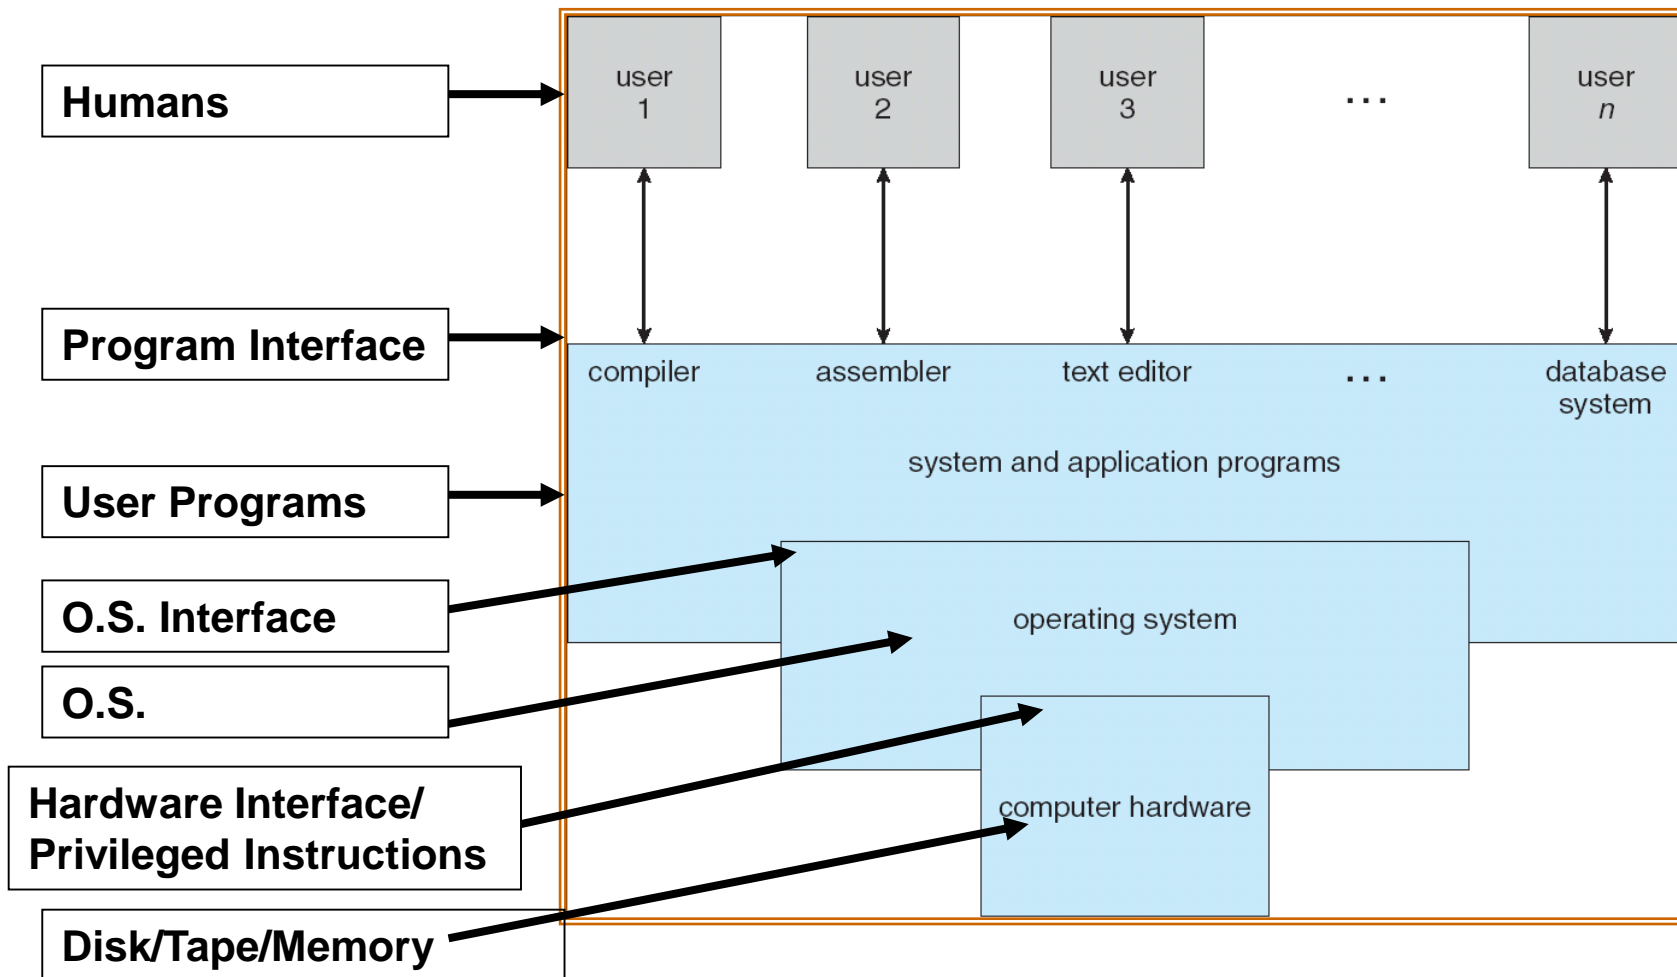 Humans
user
1
user
2
user
3
...
user
n
Program Interface
compiler
assembler
text editor
...
database
system
User Programs
system and application programs
O.S. Interface
operating system
O.S.
Hardware Interface/
Privileged Instructions
computer hardware
Disk/Tape/Memory